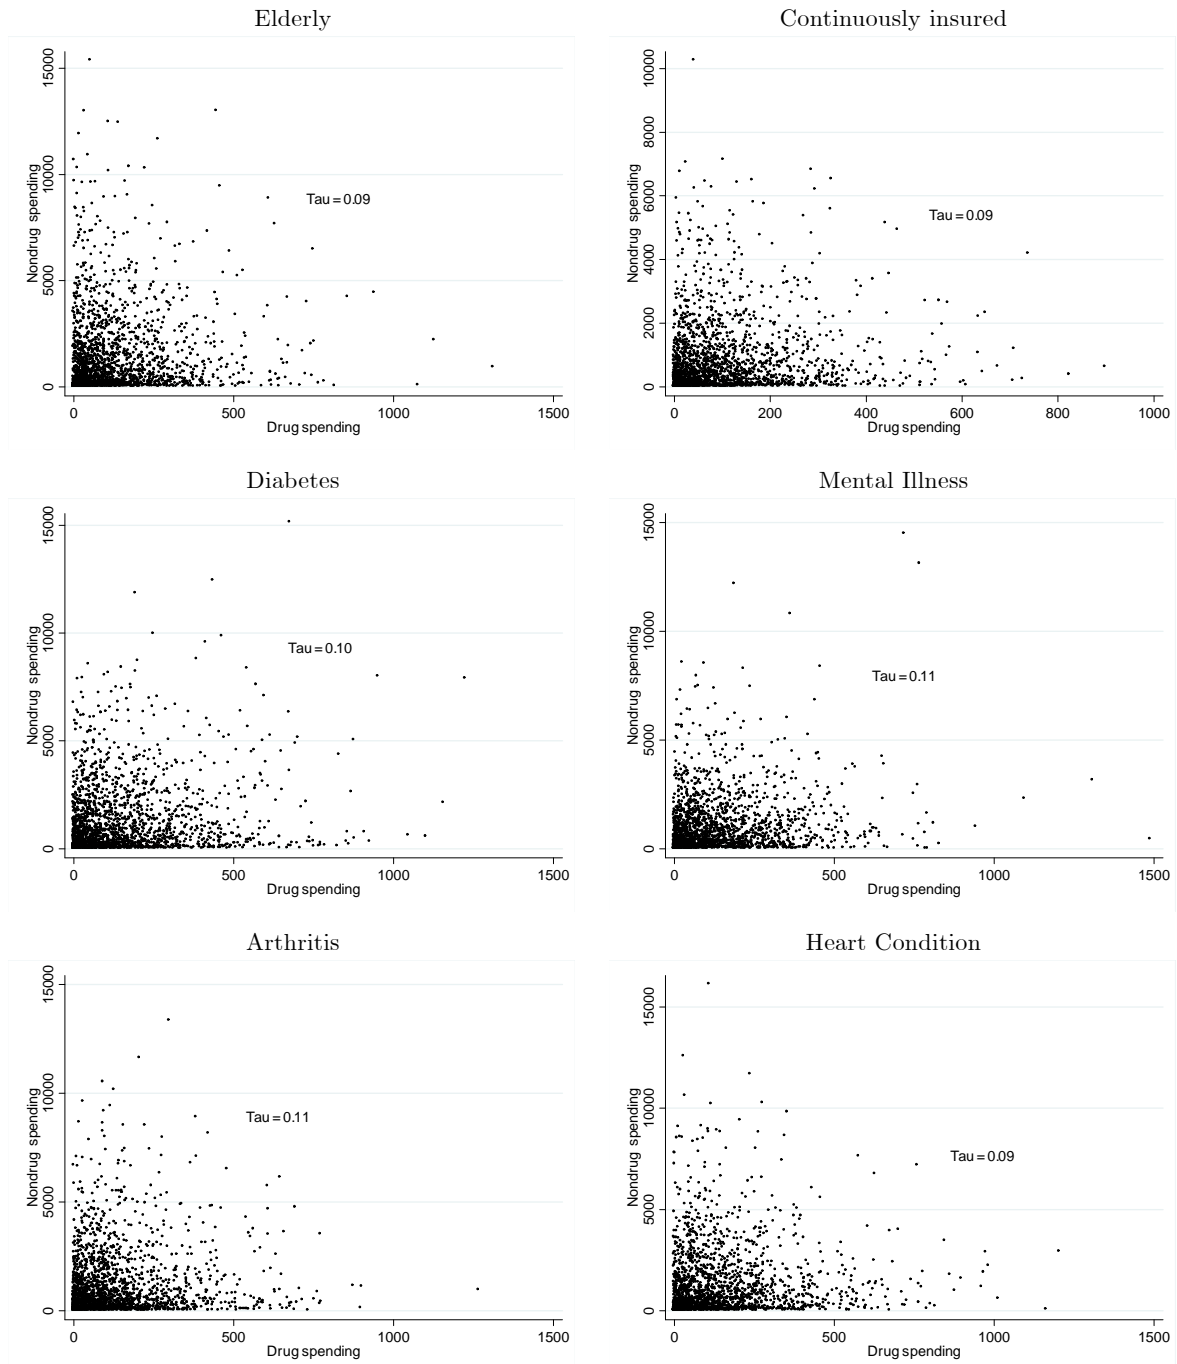 Elderly
15000
10000
5000
0
Nondrug spending
Tau = 0.09
0 500 1000 1500
Drug spending
Continuously insured
10000
8000
6000
4000
2000
0
Nondrug spending
Tau = 0.09
0 200 400 600 800 1000
Drug spending
Diabetes
15000
10000
5000
0
Nondrug spending
Tau = 0.10
0 500 1000 1500
Drug spending
Mental Illness
15000
10000
5000
0
Nondrug spending
Tau = 0.11
0 500 1000 1500
Drug spending
Arthritis
15000
10000
5000
0
Nondrug spending
Tau = 0.11
0 500 1000 1500
Drug spending
Heart Condition
15000
10000
5000
0
Nondrug spending
Tau = 0.09
0 500 1000 1500
Drug spending